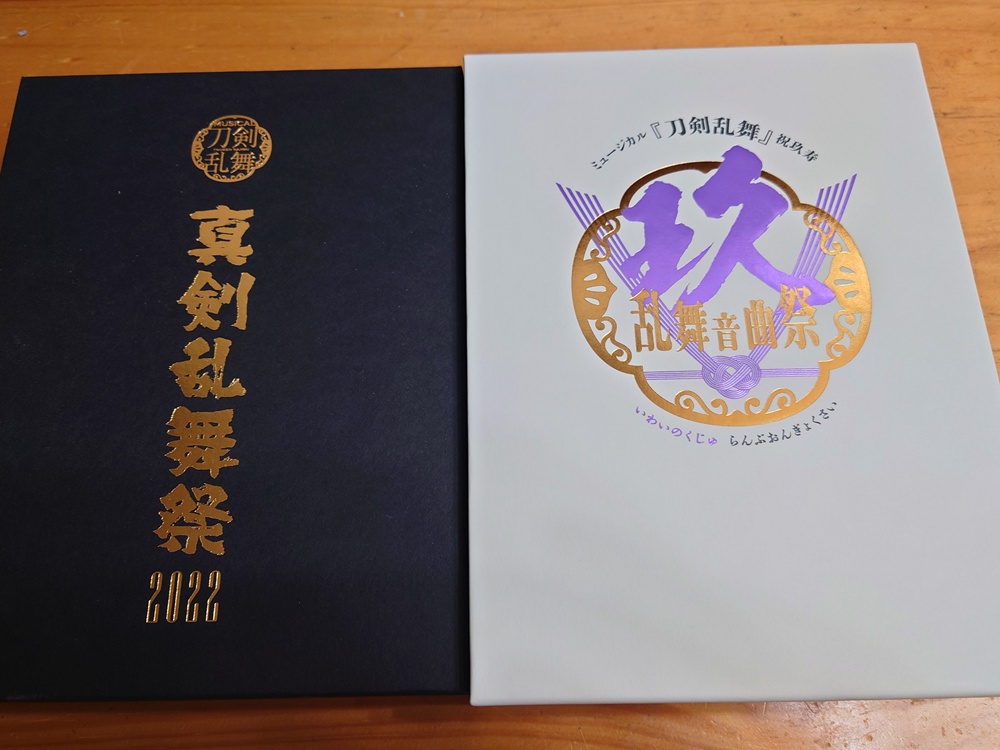 MUSICAL
刀剣
乱舞
真剣乱舞祭
2022
ミュージカル『刀剣乱舞』祝玖寿
玖
乱舞音曲祭
いわいのくじゅ らんぶおんぎょくさい